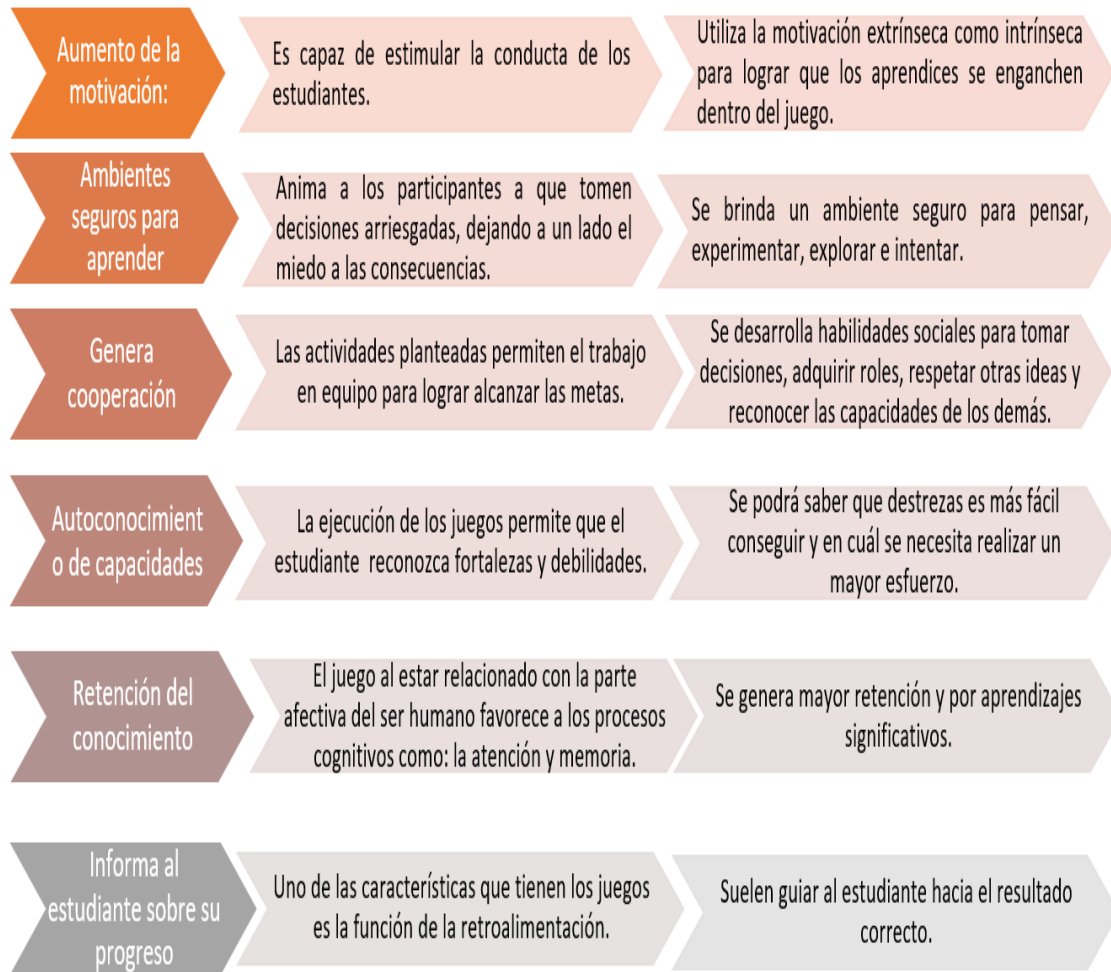 Aumento de la
motivación:
Es capaz de estimular la conducta de los
estudiantes.
Utiliza la motivación extrínseca como intrínseca
para lograr que los aprendices se enganchen
dentro del juego.
Ambientes
seguros para
aprender
Anima a los participantes a que tomen
decisiones arriesgadas, dejando a un lado el
miedo a las consecuencias.
Se brinda un ambiente seguro para pensar,
experimentar, explorar e intentar.
Genera
cooperación
Las actividades planteadas permiten el trabajo
en equipo para lograr alcanzar las metas.
Se desarrolla habilidades sociales para tomar
decisiones, adquirir roles, respetar otras ideas y
reconocer las capacidades de los demás.
Autoconocimient
o de capacidades
La ejecución de los juegos permite que el
estudiante reconozca fortalezas y debilidades.
Se podrá saber que destrezas es más fácil
conseguir y en cuál se necesita realizar un
mayor esfuerzo.
Retención del
conocimiento
El juego al estar relacionado con la parte
afectiva del ser humano favorece a los procesos
cognitivos como: la atención y memoria.
Se genera mayor retención y por aprendizajes
significativos.
Informa al
estudiante sobre su
progreso
Uno de las características que tienen los juegos
es la función de la retroalimentación.
Suelen guiar al estudiante hacia el resultado
correcto.